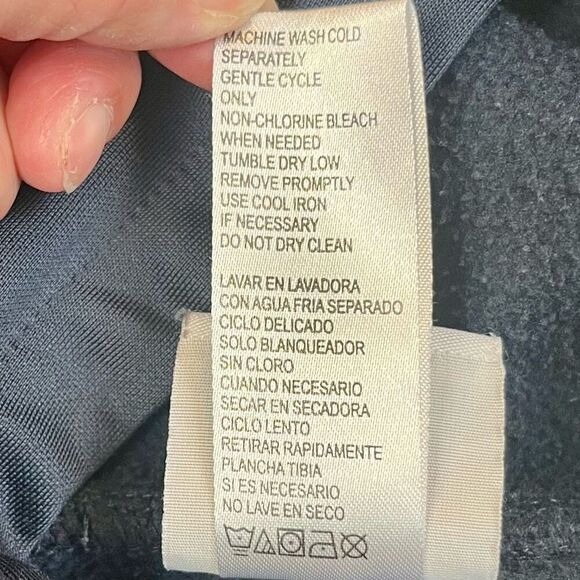 MACHINE WASH COLD
SEPARATELY
GENTLE CYCLE
ONLY
NON-CHLORINE BLEACH
WHEN NEEDED
TUMBLE DRY LOW
REMOVE PROMPTLY
USE COOL IRON
IF NECESSARY
DO NOT DRY CLEAN
LAVAR EN LAVADORA
CON AGUA FRIA SEPARADO
CICLO DELICADO
SOLO BLANQUEADOR
SIN CLORO
CUANDO NECESARIO
SECAR EN SECADORA
CICLO LENTO
RETIRAR RAPIDAMENTE
PLANCHA TIBIA
SI ES NECESARIO
NO LAVE EN SECO